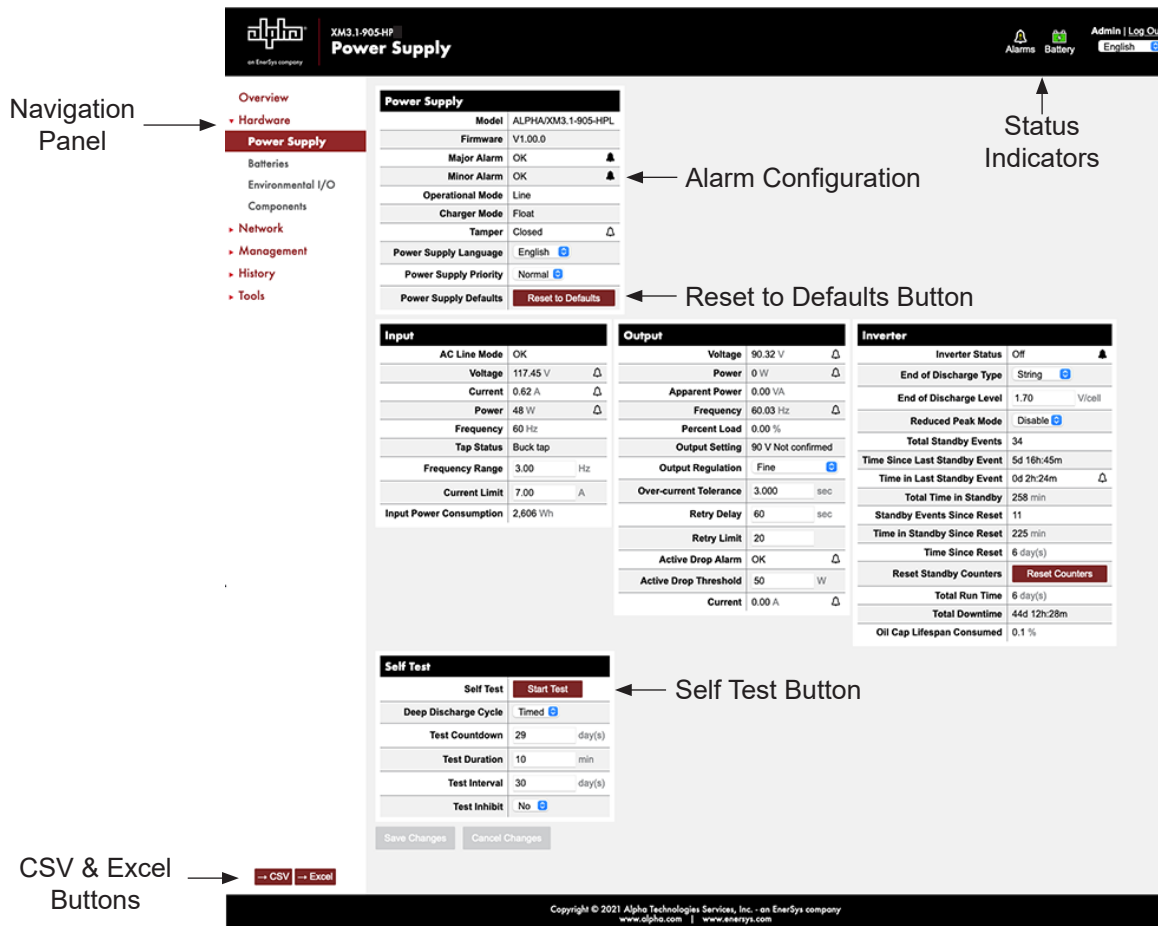 alpha
an EnerSys company
XM3.1-905-HP
Power Supply
Alarms
Battery
Admin | Log Ou
English
Navigation
Panel
Status
Indicators
Overview
Hardware
Power Supply
Batteries
Environmental I/O
Components
Network
Management
History
Tools
Power Supply
Model ALPHA/XM3.1-905-HPL
Firmware V1.00.0
Major Alarm OK
Minor Alarm OK
Alarm Configuration
Operational Mode Line
Charger Mode Float
Tamper Closed
Power Supply Language English
Power Supply Priority Normal
Power Supply Defaults Reset to Defaults
Reset to Defaults Button
Input
AC Line Mode OK
Voltage 117.45 V
Current 0.62 A
Power 48 W
Frequency 60 Hz
Tap Status Buck tap
Frequency Range 3.00 Hz
Current Limit 7.00 A
Input Power Consumption 2,606 Wh
Output
Voltage 90.32 V
Power 0 W
Apparent Power 0.00 VA
Frequency 60.03 Hz
Percent Load 0.00 %
Output Setting 90 V Not confirmed
Output Regulation Fine
Over-current Tolerance 3.000 sec
Retry Delay 60 sec
Retry Limit 20
Active Drop Alarm OK
Active Drop Threshold 50 W
Current 0.00 A
Inverter
Inverter Status Off
End of Discharge Type String
End of Discharge Level 1.70 V/cell
Reduced Peak Mode Disable
Total Standby Events 34
Time Since Last Standby Event 5d 16h:45m
Time in Last Standby Event 0d 2h:24m
Total Time in Standby 258 min
Standby Events Since Reset 11
Time in Standby Since Reset 225 min
Time Since Reset 6 day(s)
Reset Standby Counters Reset Counters
Total Run Time 6 day(s)
Total Downtime 44d 12h:28m
Oil Cap Lifespan Consumed 0.1 %
Self Test
Self Test Start Test
Self Test Button
Deep Discharge Cycle Timed
Test Countdown 29 day(s)
Test Duration 10 min
Test Interval 30 day(s)
Test Inhibit No
Save Changes
Cancel Changes
CSV & Excel
Buttons
→ CSV
→ Excel
Copyright © 2021 Alpha Technologies Services, Inc. - an EnerSys company
www.alpha.com | www.enersys.com